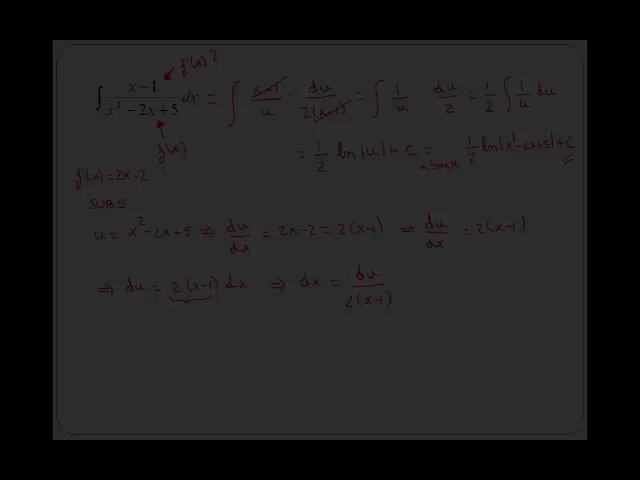 f'(x)?
∫ (x−1)/(x²−2x+5) dx = ∫ (x−1)/u · du/(2(x−1)) = ∫ 1/u du/2 = 1/2 ∫ 1/u du
f(x)
= 1/2 ln|u| + C = 1/2 ln|x²−2x+5| + C
f'(x)=2x−2
SUBS
u = x²−2x+5 ⇒ du/dx = 2x−2 = 2(x−1) ⇒ du/dx = 2(x−1)
⇒ du = 2(x−1) dx ⇒ dx = du/(2(x−1))